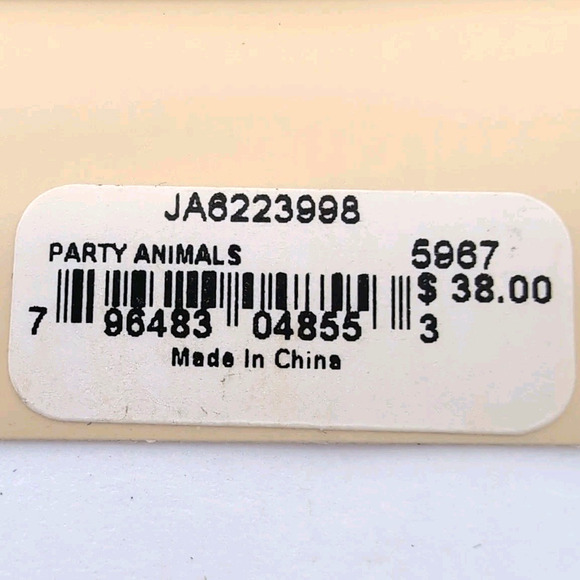 JA6223998
PARTY ANIMALS 5967
$ 38.00
7 96483 04855 3
Made In China